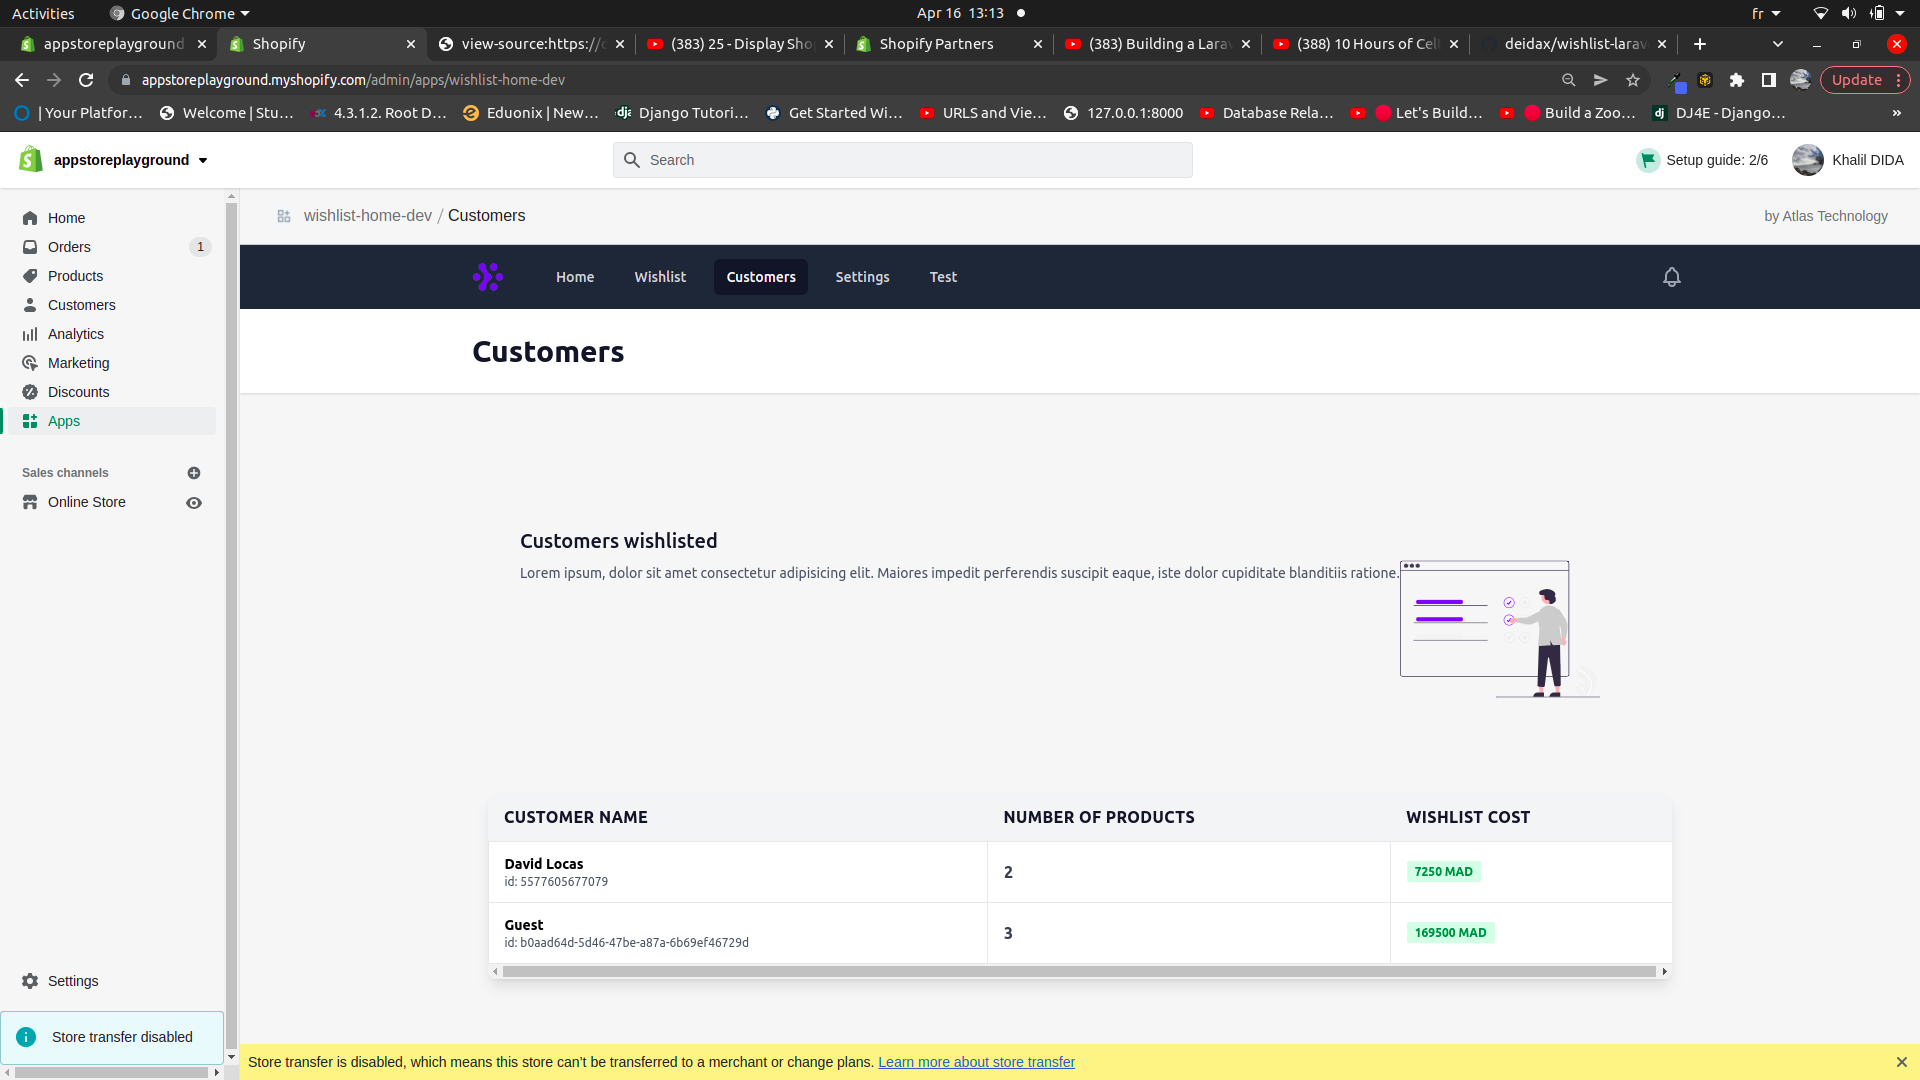 Activities
Google Chrome
Apr 16 13:13
fr
appstoreplayground
Shopify
view-source:https://
(383) 25 - Display Sho
Shopify Partners
(383) Building a Larav
(388) 10 Hours of Cel
deidax/wishlist-larav
appstoreplayground.myshopify.com/admin/apps/wishlist-home-dev
Update
| Your Platfor…
Welcome | Stu…
4.3.1.2. Root D…
Eduonix | New…
Django Tutori…
Get Started Wi…
URLS and Vie…
127.0.0.1:8000
Database Rela…
Let's Build…
Build a Zoo…
DJ4E - Django…
»
appstoreplayground
Search
Setup guide: 2/6
Khalil DIDA
Home
Orders
1
Products
Customers
Analytics
Marketing
Discounts
Apps
Sales channels
Online Store
Settings
Store transfer disabled
wishlist-home-dev / Customers
by Atlas Technology
Home
Wishlist
Customers
Settings
Test
Customers
Customers wishlisted
Lorem ipsum, dolor sit amet consectetur adipisicing elit. Maiores impedit perferendis suscipit eaque, iste dolor cupiditate blanditiis ratione.
CUSTOMER NAME
NUMBER OF PRODUCTS
WISHLIST COST
David Locas
id: 5577605677079
2
7250 MAD
Guest
id: b0aad64d-5d46-47be-a87a-6b69ef46729d
3
169500 MAD
Store transfer is disabled, which means this store can't be transferred to a merchant or change plans. Learn more about store transfer